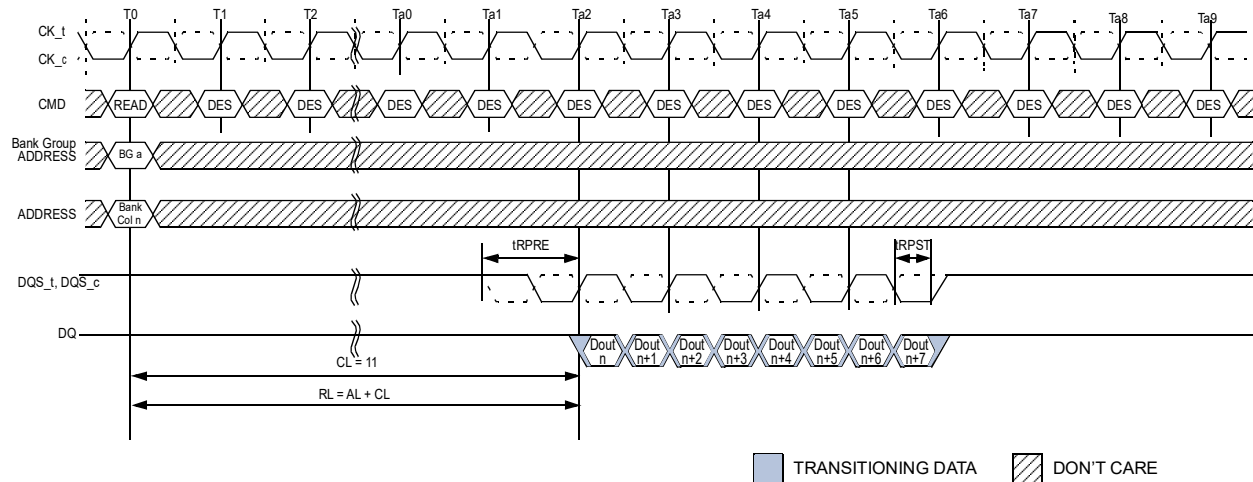 T0 T1 T2 Ta0 Ta1 Ta2 Ta3 Ta4 Ta5 Ta6 Ta7 Ta8 Ta9
CK_t
CK_c
CMD READ DES DES DES DES DES DES DES DES DES DES DES DES
Bank Group
ADDRESS
BG a
ADDRESS
Bank
Col n
tRPRE tRPST
DQS_t, DQS_c
DQ
Dout Dout Dout Dout Dout Dout Dout Dout
n n+1 n+2 n+3 n+4 n+5 n+6 n+7
CL = 11
RL = AL + CL
TRANSITIONING DATA DON'T CARE